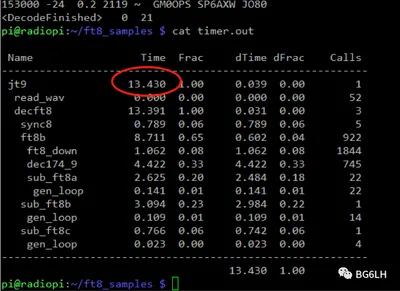 153000 -24 0.2 2119 ~ GM0OPS SP6AXW JO80
<DecodeFinished> 0 21
pi@radiopi:~/ft8_samples $ cat timer.out
Name Time Frac dTime dFrac Calls
jt9 13.430 1.00 0.039 0.00 1
read_wav 0.000 0.00 0.000 0.00 52
decft8 13.391 1.00 0.031 0.00 3
sync8 0.789 0.06 0.789 0.06 5
ft8b 8.711 0.65 0.602 0.04 922
ft8_down 1.062 0.08 1.062 0.08 1844
dec174_9 4.422 0.33 4.422 0.33 745
sub_ft8a 2.625 0.20 2.484 0.18 22
gen_loop 0.141 0.01 0.141 0.01 22
sub_ft8b 3.094 0.23 2.984 0.22 1
gen_loop 0.109 0.01 0.109 0.01 14
sub_ft8c 0.766 0.06 0.742 0.06 1
gen_loop 0.023 0.00 0.023 0.00 4
13.430 1.00
pi@radiopi:~/ft8_samples $
BG6LH